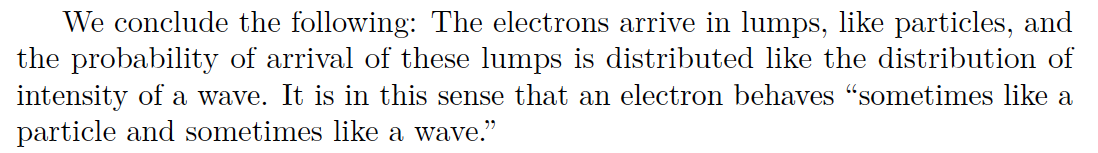 We conclude the following: The electrons arrive in lumps, like particles, and
the probability of arrival of these lumps is distributed like the distribution of
intensity of a wave. It is in this sense that an electron behaves “sometimes like a
particle and sometimes like a wave.”